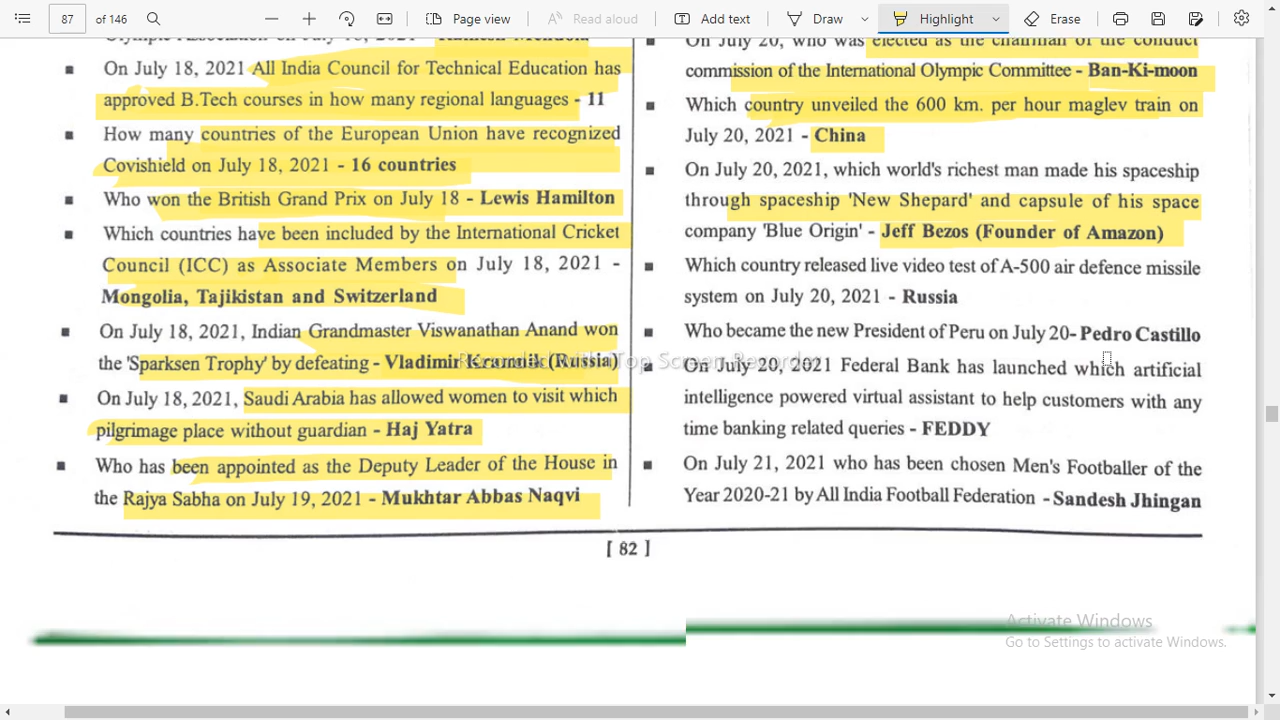 87 of 146 Page view Read aloud Add text Draw Highlight Erase
Olympic Association on July 18, 2021 - Ramesh Mendola
On July 18, 2021 All India Council for Technical Education has
approved B.Tech courses in how many regional languages - 11
How many countries of the European Union have recognized
Covishield on July 18, 2021 - 16 countries
Who won the British Grand Prix on July 18 - Lewis Hamilton
Which countries have been included by the International Cricket
Council (ICC) as Associate Members on July 18, 2021 -
Mongolia, Tajikistan and Switzerland
On July 18, 2021, Indian Grandmaster Viswanathan Anand won
the 'Sparksen Trophy' by defeating - Vladimir Kramnik (Russia)
On July 18, 2021, Saudi Arabia has allowed women to visit which
pilgrimage place without guardian - Haj Yatra
Who has been appointed as the Deputy Leader of the House in
the Rajya Sabha on July 19, 2021 - Mukhtar Abbas Naqvi
On July 20, who was elected as the chairman of the conduct
commission of the International Olympic Committee - Ban-Ki-moon
Which country unveiled the 600 km. per hour maglev train on
July 20, 2021 - China
On July 20, 2021, which world's richest man made his spaceship
through spaceship 'New Shepard' and capsule of his space
company 'Blue Origin' - Jeff Bezos (Founder of Amazon)
Which country released live video test of A-500 air defence missile
system on July 20, 2021 - Russia
Who became the new President of Peru on July 20- Pedro Castillo
On July 20, 2021 Federal Bank has launched which artificial
intelligence powered virtual assistant to help customers with any
time banking related queries - FEDDY
On July 21, 2021 who has been chosen Men's Footballer of the
Year 2020-21 by All India Football Federation - Sandesh Jhingan
Screen Recorder
[ 82 ]
Activate Windows
Go to Settings to activate Windows.